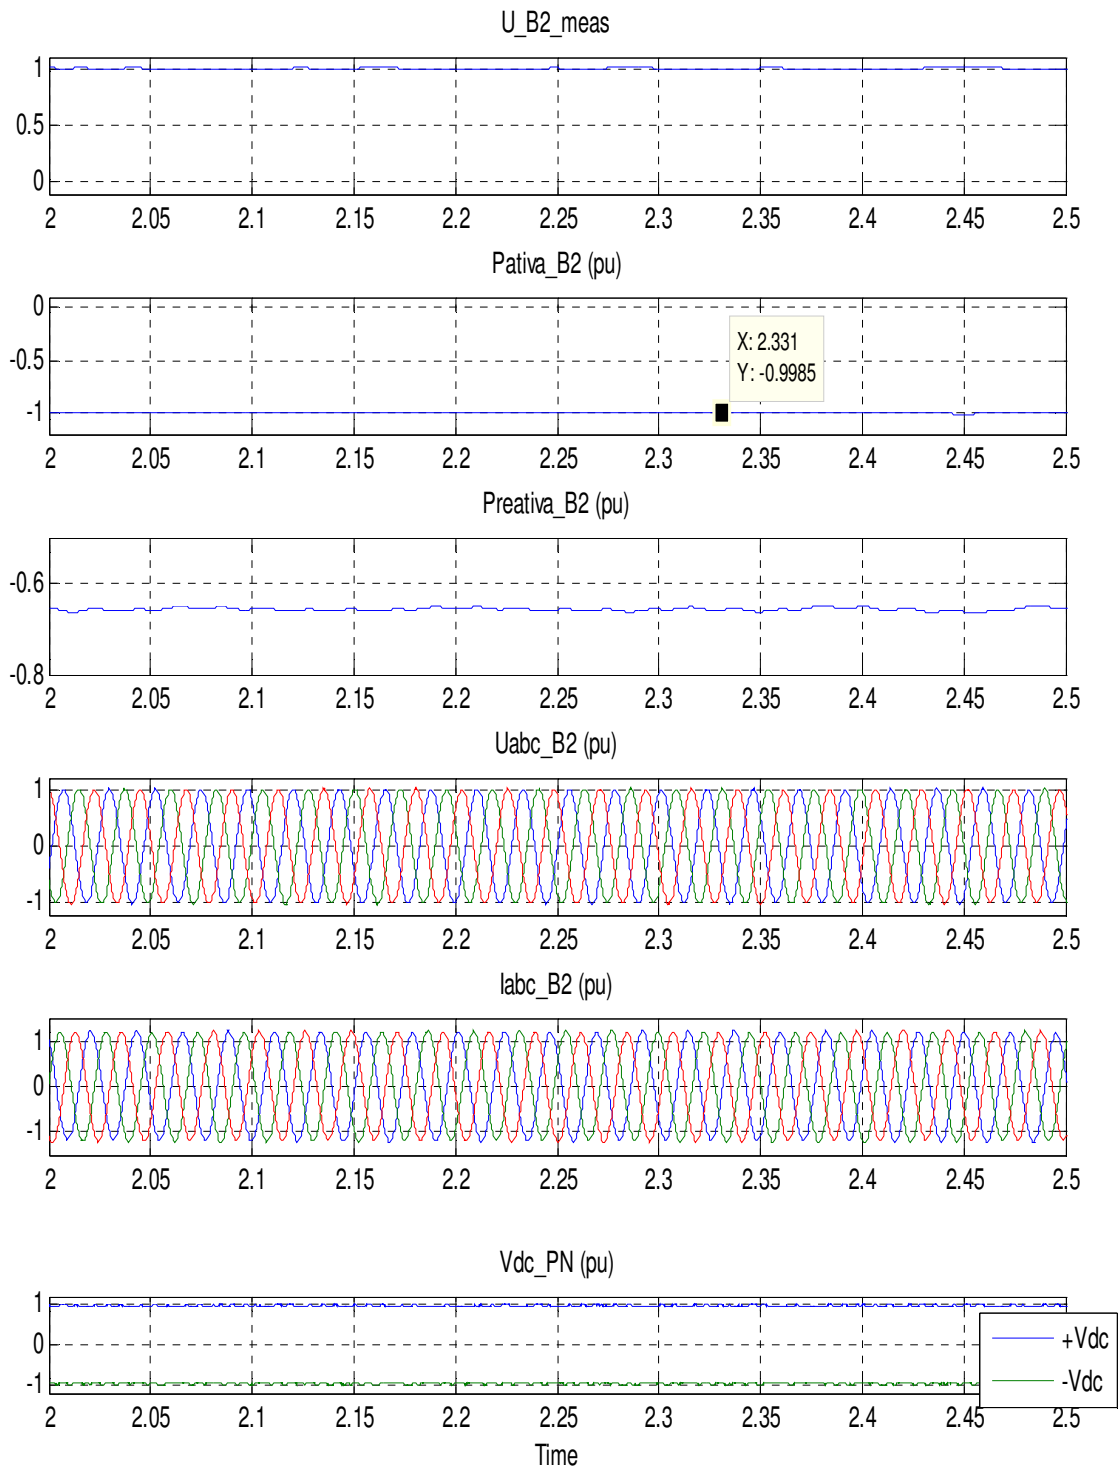 U_B2_meas
1
0.5
0
2 2.05 2.1 2.15 2.2 2.25 2.3 2.35 2.4 2.45 2.5
Pativa_B2 (pu)
0
X: 2.331
-0.5
Y: -0.9985
-1
2 2.05 2.1 2.15 2.2 2.25 2.3 2.35 2.4 2.45 2.5
Preativa_B2 (pu)
-0.6
-0.8
2 2.05 2.1 2.15 2.2 2.25 2.3 2.35 2.4 2.45 2.5
Uabc_B2 (pu)
1
0
-1
2 2.05 2.1 2.15 2.2 2.25 2.3 2.35 2.4 2.45 2.5
Iabc_B2 (pu)
1
0
-1
2 2.05 2.1 2.15 2.2 2.25 2.3 2.35 2.4 2.45 2.5
Vdc_PN (pu)
1
0
+Vdc
-1
-Vdc
2 2.05 2.1 2.15 2.2 2.25 2.3 2.35 2.4 2.45 2.5
Time